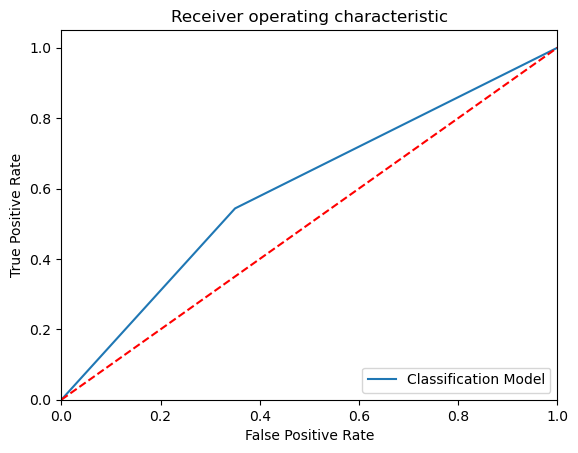 Receiver operating characteristic
1.0
0.8
0.6
0.4
0.2
0.0
True Positive Rate
Classification Model
0.0 0.2 0.4 0.6 0.8 1.0
False Positive Rate